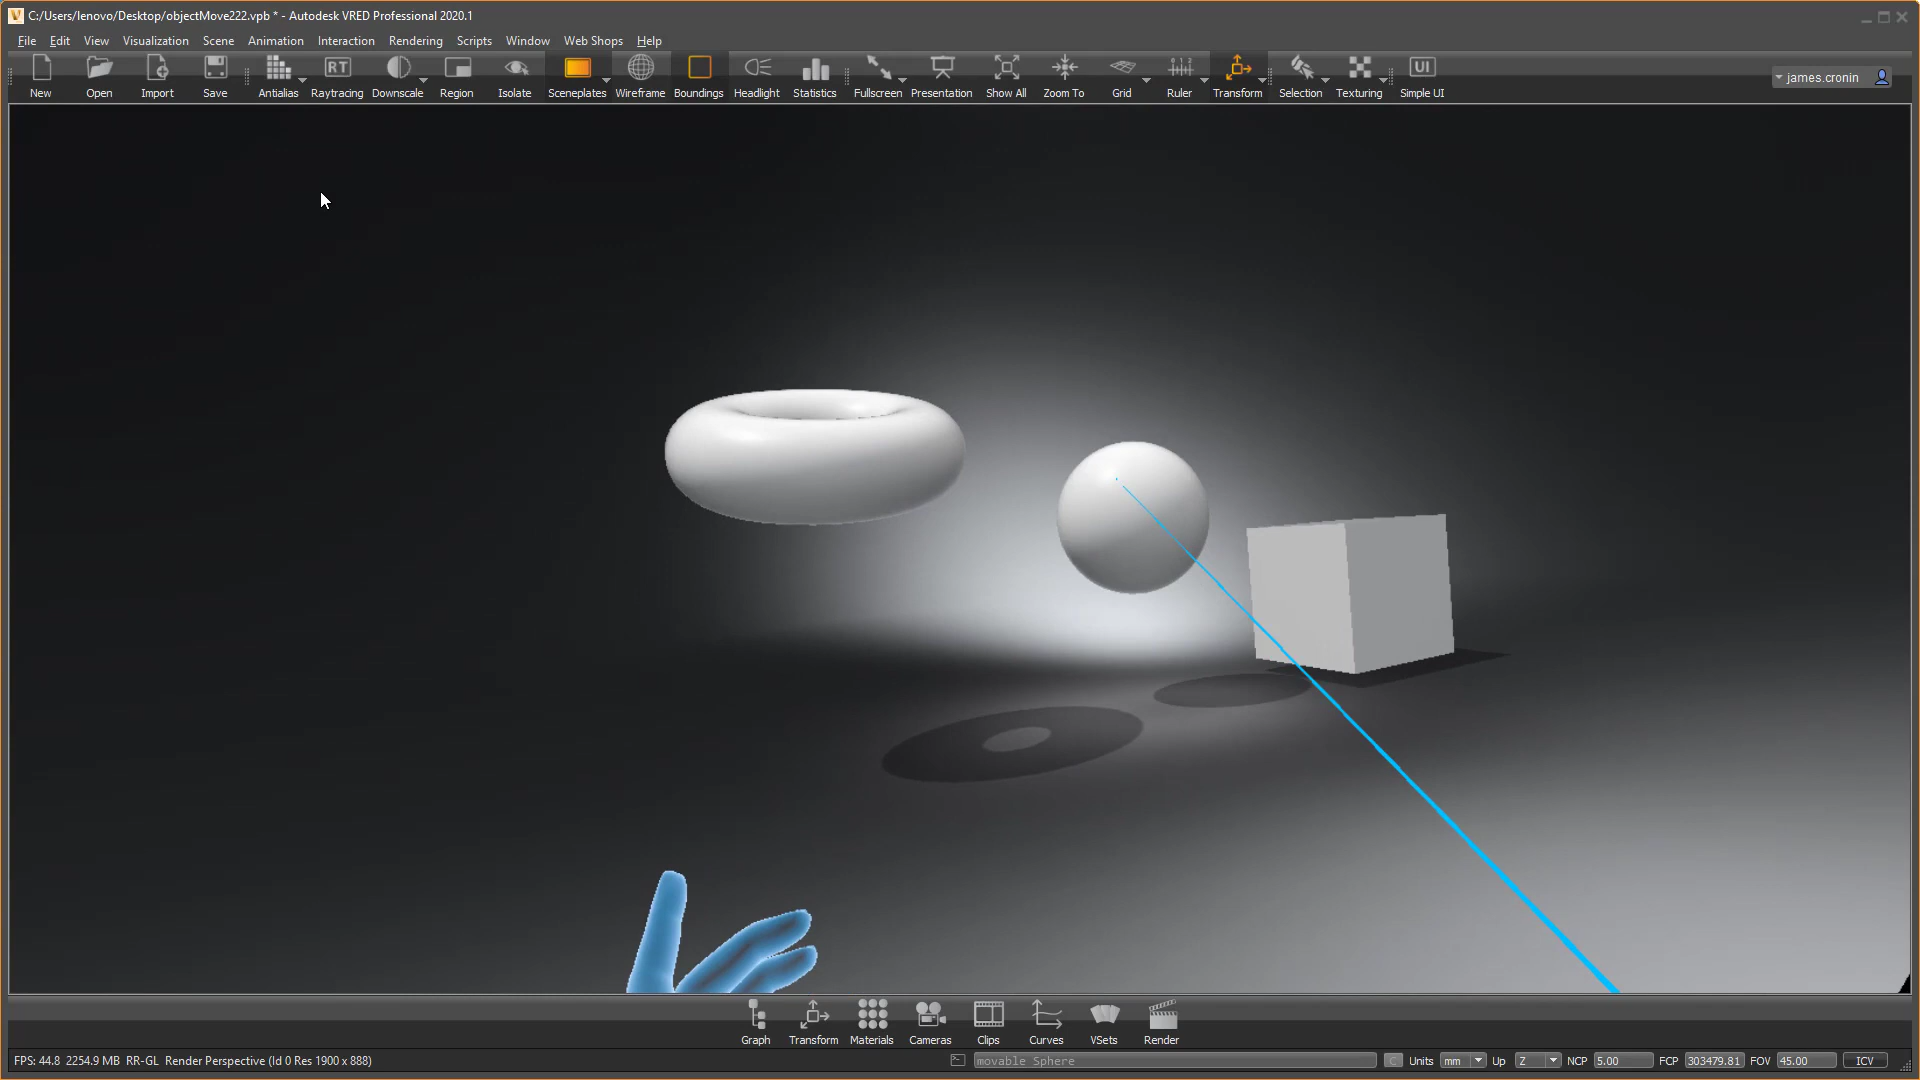 C:/Users/lenovo/Desktop/objectMove222.vpb * - Autodesk VRED Professional 2020.1
File Edit View Visualization Scene Animation Interaction Rendering Scripts Window Web Shops Help
RT UI
New Open Import Save Antialias Raytracing Downscale Region Isolate Sceneplates Wireframe Boundings Headlight Statistics Fullscreen Presentation Show All Zoom To Grid Ruler Transform Selection Texturing Simple UI
james.cronin
Graph Transform Materials Cameras Clips Curves VSets Render
FPS: 44.8 2254.9 MB RR-GL Render Perspective (Id 0 Res 1900 x 888) movable Sphere C Units mm Up Z NCP 5.00 FCP 303479.81 FOV 45.00 ICV